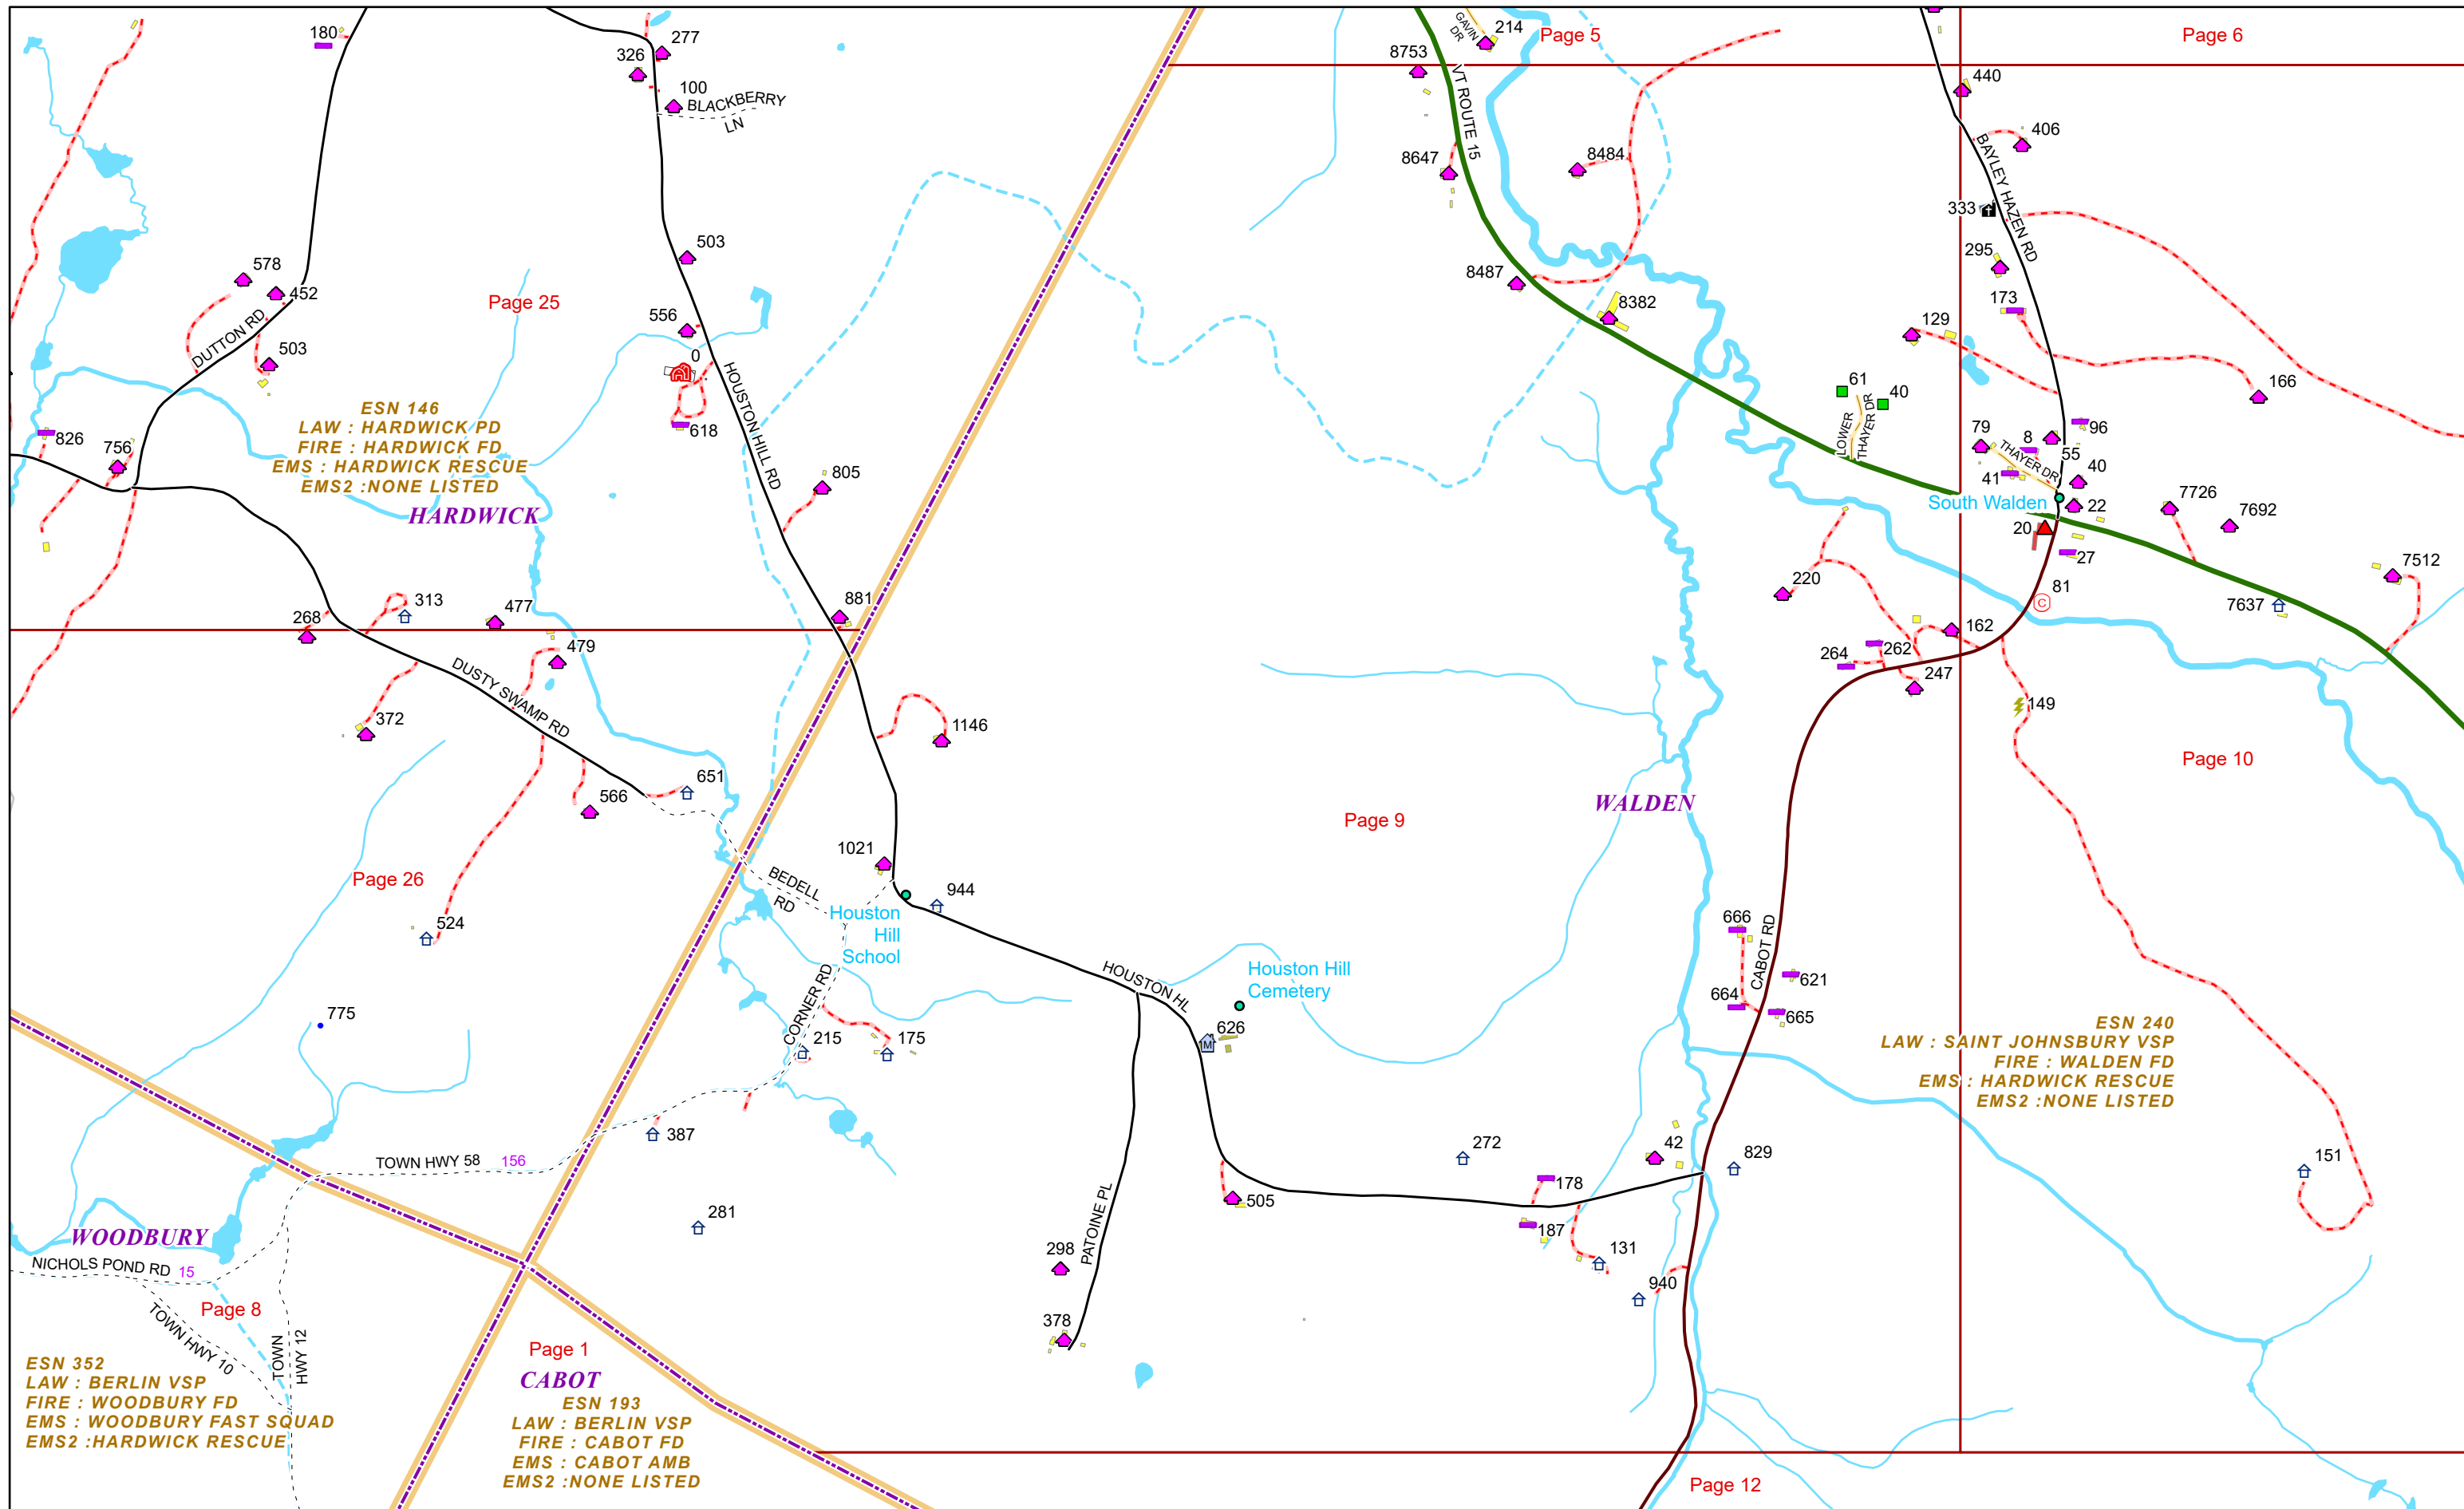 180
277
326
100
BLACKBERRY
LN
8753
GAVIN
DR
214
Page 5
Page 6
VT ROUTE 15
440
406
BAYLEY HAZEN RD
8647
8484
333
295
173
503
578
452
Page 25
8487
8382
129
556
0
DUTTON RD
503
HOUSTON HILL RD
61
40
LOWER
THAYER DR
166
ESN 146
LAW : HARDWICK PD
FIRE : HARDWICK FD
EMS : HARDWICK RESCUE
EMS2 :NONE LISTED
HARDWICK
826
756
618
805
79
8
96
55
THAYER DR
41
40
22
South Walden
20
27
7726
7692
7512
81
7637
220
268
313
477
881
479
162
264
262
247
149
DUSTY SWAMP RD
372
1146
Page 10
651
566
WALDEN
Page 9
1021
944
Page 26
BEDELL
RD
524
Houston
Hill
School
666
CABOT RD
621
664
665
HOUSTON HL
Houston Hill
Cemetery
CORNER RD
775
215
175
M
626
ESN 240
LAW : SAINT JOHNSBURY VSP
FIRE : WALDEN FD
EMS : HARDWICK RESCUE
EMS2 :NONE LISTED
387
TOWN HWY 58
156
272
42
829
151
178
505
187
281
PATOINE PL
298
131
940
WOODBURY
NICHOLS POND RD
15
Page 8
TOWN HWY 10
TOWN
HWY 12
378
Page 1
CABOT
ESN 352
LAW : BERLIN VSP
FIRE : WOODBURY FD
EMS : WOODBURY FAST SQUAD
EMS2 :HARDWICK RESCUE
ESN 193
LAW : BERLIN VSP
FIRE : CABOT FD
EMS : CABOT AMB
EMS2 :NONE LISTED
Page 12
C